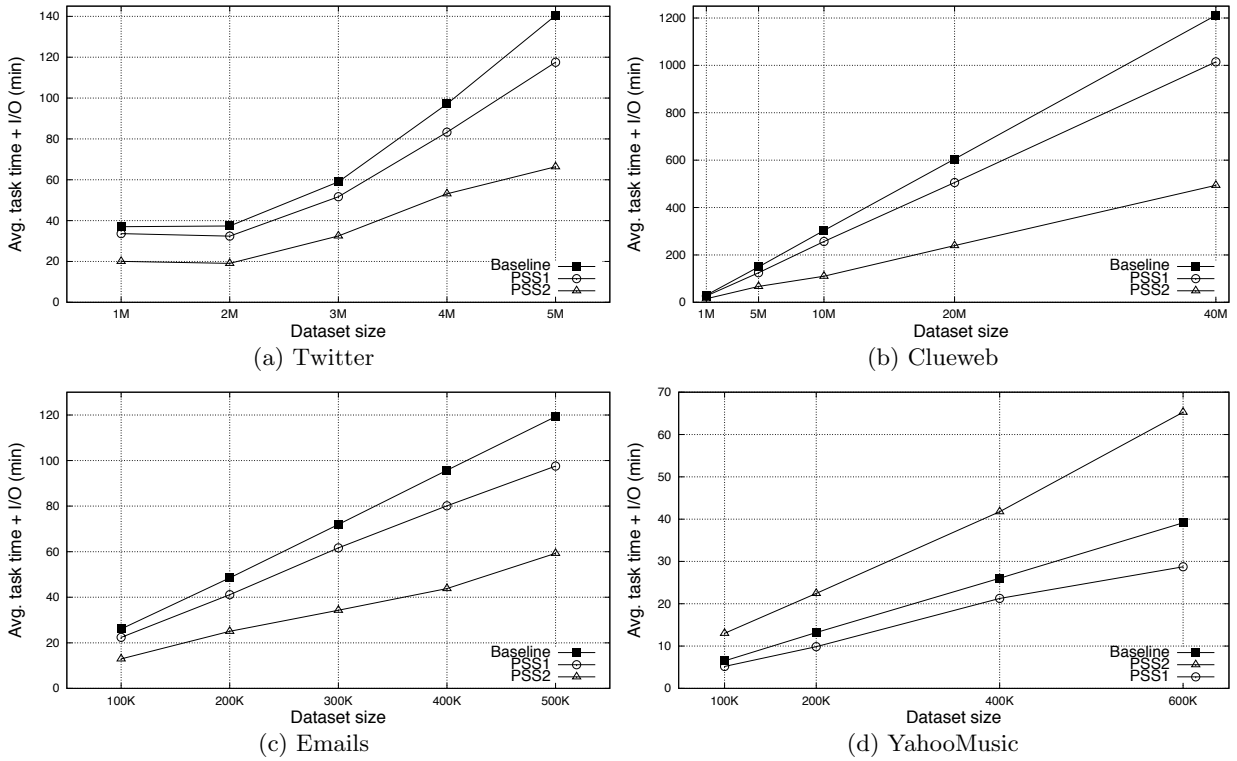 140
120
100
80
60
40
20
0
Avg. task time + I/O (min)
1M 2M 3M 4M 5M
Dataset size
Baseline
PSS1
PSS2
(a) Twitter
1200
1000
800
600
400
200
0
Avg. task time + I/O (min)
1M 5M 10M 20M 40M
Dataset size
Baseline
PSS1
PSS2
(b) Clueweb
120
100
80
60
40
20
0
Avg. task time + I/O (min)
100K 200K 300K 400K 500K
Dataset size
Baseline
PSS1
PSS2
(c) Emails
70
60
50
40
30
20
10
0
Avg. task time + I/O (min)
100K 200K 400K 600K
Dataset size
Baseline
PSS2
PSS1
(d) YahooMusic